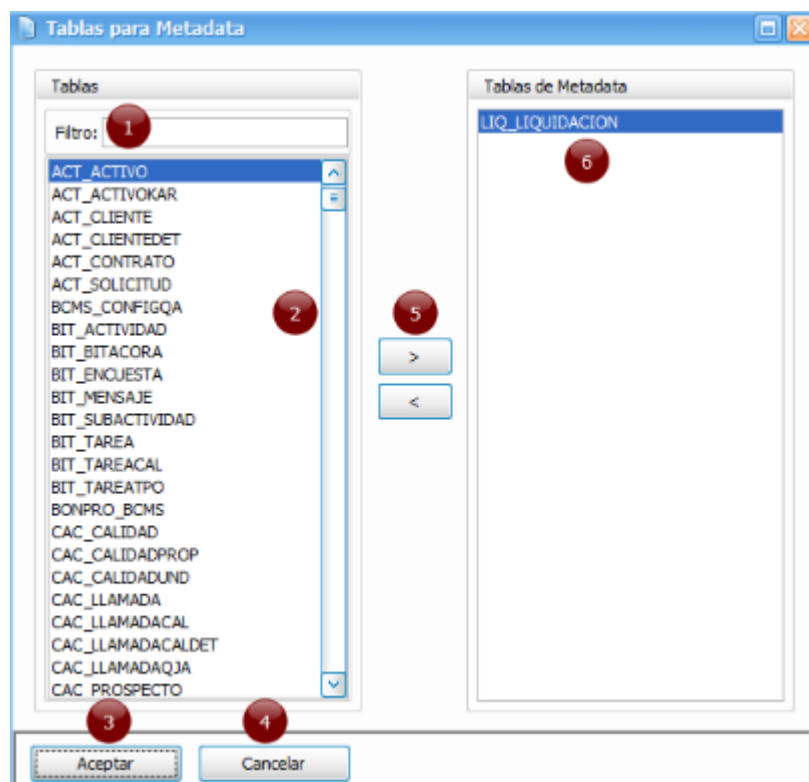 Tablas para Metadata
Tablas
Filtro:
1
ACT_ACTIVO
ACT_ACTIVOKAR
ACT_CLIENTE
ACT_CLIENTEDET
ACT_CONTRATO
ACT_SOLICITUD
BCMS_CONFIGQA
BIT_ACTIVIDAD
BIT_BITACORA
BIT_ENCUESTA
BIT_MENSAJE
BIT_SUBACTIVIDAD
BIT_TAREA
BIT_TAREACAL
BIT_TAREATPO
BONPRO_BCMS
CAC_CALIDAD
CAC_CALIDADPROP
CAC_CALIDADUND
CAC_LLAMADA
CAC_LLAMADACAL
CAC_LLAMADACALDET
CAC_LLAMADAQJA
CAC_PROSPECTO
2
5
>
<
Tablas de Metadata
LIQ_LIQUIDACION
6
3
4
Aceptar
Cancelar